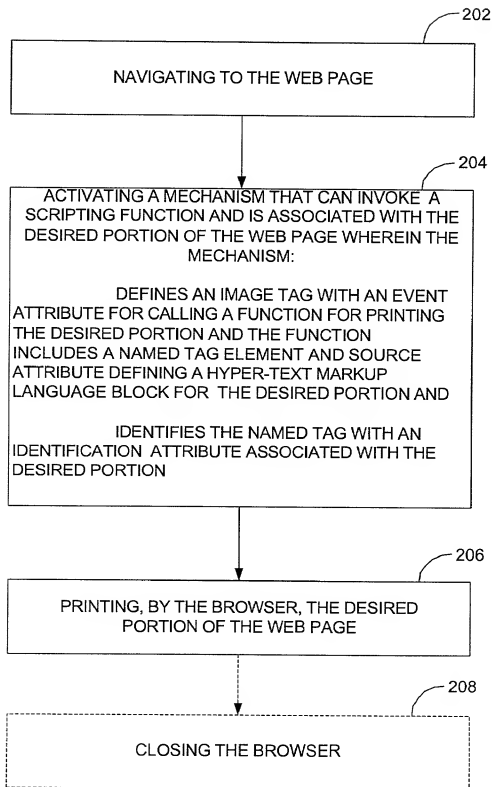 202
NAVIGATING TO THE WEB PAGE
204
ACTIVATING A MECHANISM THAT CAN INVOKE A
SCRIPTING FUNCTION AND IS ASSOCIATED WITH THE
DESIRED PORTION OF THE WEB PAGE WHEREIN THE
MECHANISM:
DEFINES AN IMAGE TAG WITH AN EVENT
ATTRIBUTE FOR CALLING A FUNCTION FOR PRINTING
THE DESIRED PORTION AND THE FUNCTION
INCLUDES A NAMED TAG ELEMENT AND SOURCE
ATTRIBUTE DEFINING A HYPER-TEXT MARKUP
LANGUAGE BLOCK FOR THE DESIRED PORTION AND
IDENTIFIES THE NAMED TAG WITH AN
IDENTIFICATION ATTRIBUTE ASSOCIATED WITH THE
DESIRED PORTION
206
PRINTING, BY THE BROWSER, THE DESIRED
PORTION OF THE WEB PAGE
208
CLOSING THE BROWSER